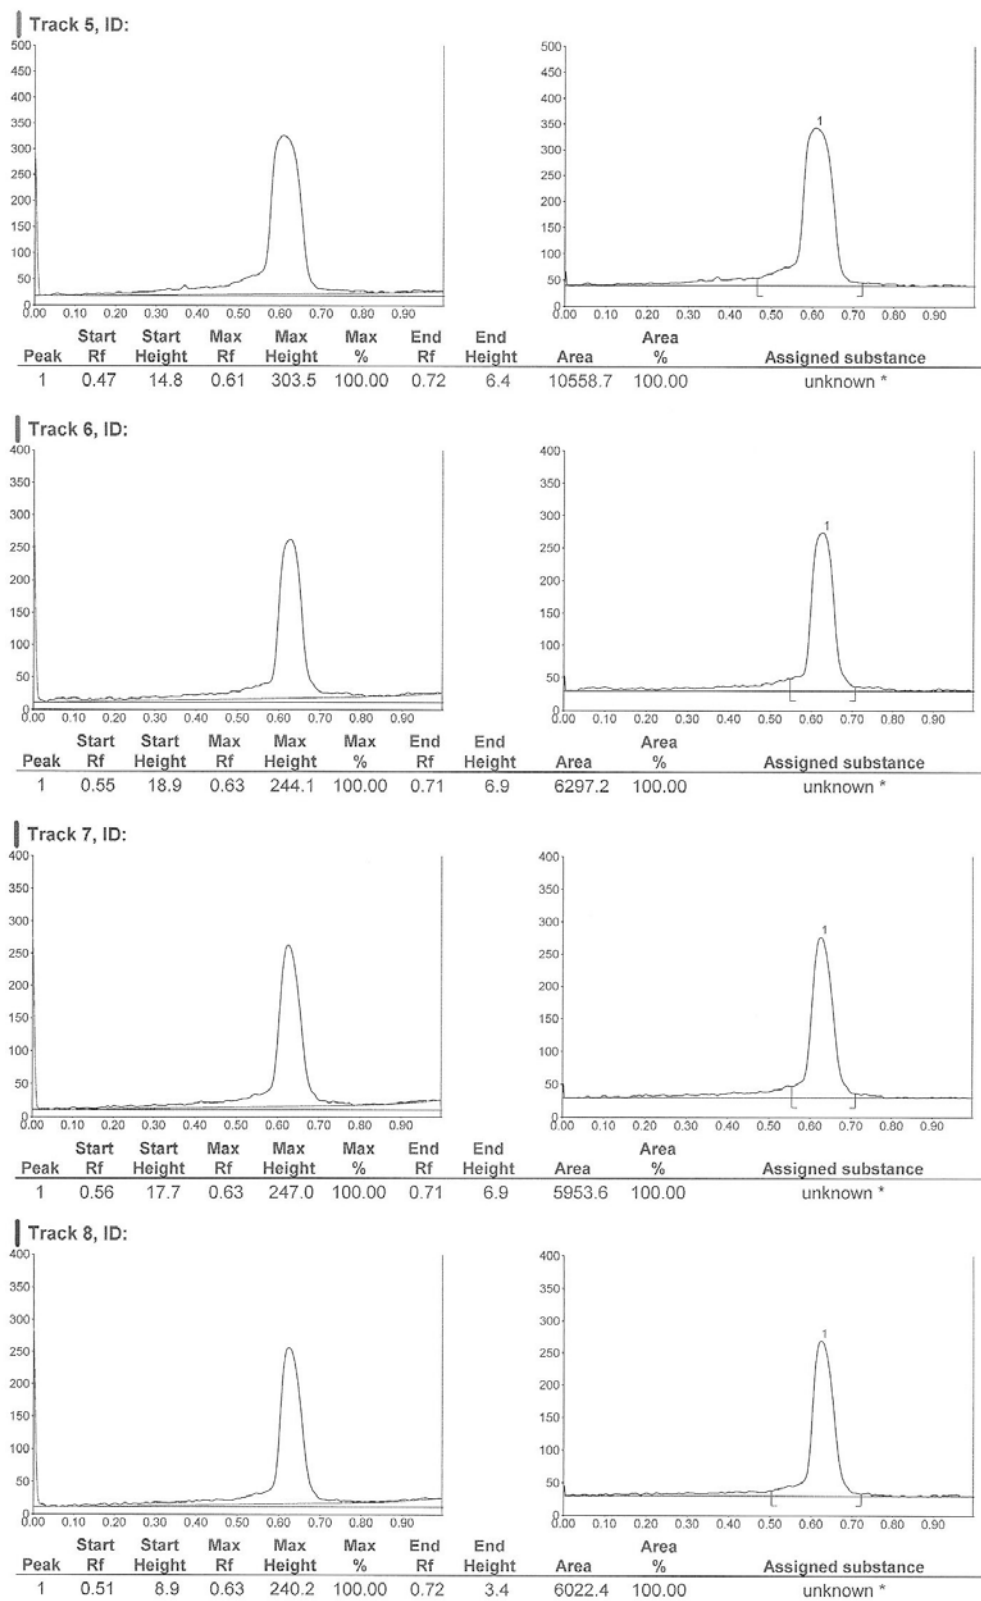 Track 5, ID:
500 500
450 450
400 400
350 350
1
300 300
250 250
200 200
150 150
100 100
50 50
0 0
0.00 0.10 0.20 0.30 0.40 0.50 0.60 0.70 0.80 0.90 0.00 0.10 0.20 0.30 0.40 0.50 0.60 0.70 0.80 0.90
Start Start Max Max Max End End Area
Peak Rf Height Rf Height % Rf Height Area % Assigned substance
1 0.47 14.8 0.61 303.5 100.00 0.72 6.4 10558.7 100.00 unknown *
Track 6, ID:
400 400
350 350
300 300
1
250 250
200 200
150 150
100 100
50 50
0 0
0.00 0.10 0.20 0.30 0.40 0.50 0.60 0.70 0.80 0.90 0.00 0.10 0.20 0.30 0.40 0.50 0.60 0.70 0.80 0.90
Start Start Max Max Max End End Area
Peak Rf Height Rf Height % Rf Height Area % Assigned substance
1 0.55 18.9 0.63 244.1 100.00 0.71 6.9 6297.2 100.00 unknown *
Track 7, ID:
400 400
350 350
300 300
1
250 250
200 200
150 150
100 100
50 50
0 0
0.00 0.10 0.20 0.30 0.40 0.50 0.60 0.70 0.80 0.90 0.00 0.10 0.20 0.30 0.40 0.50 0.60 0.70 0.80 0.90
Start Start Max Max Max End End Area
Peak Rf Height Rf Height % Rf Height Area % Assigned substance
1 0.56 17.7 0.63 247.0 100.00 0.71 6.9 5953.6 100.00 unknown *
Track 8, ID:
400 400
350 350
300 300
1
250 250
200 200
150 150
100 100
50 50
0 0
0.00 0.10 0.20 0.30 0.40 0.50 0.60 0.70 0.80 0.90 0.00 0.10 0.20 0.30 0.40 0.50 0.60 0.70 0.80 0.90
Start Start Max Max Max End End Area
Peak Rf Height Rf Height % Rf Height Area % Assigned substance
1 0.51 8.9 0.63 240.2 100.00 0.72 3.4 6022.4 100.00 unknown *